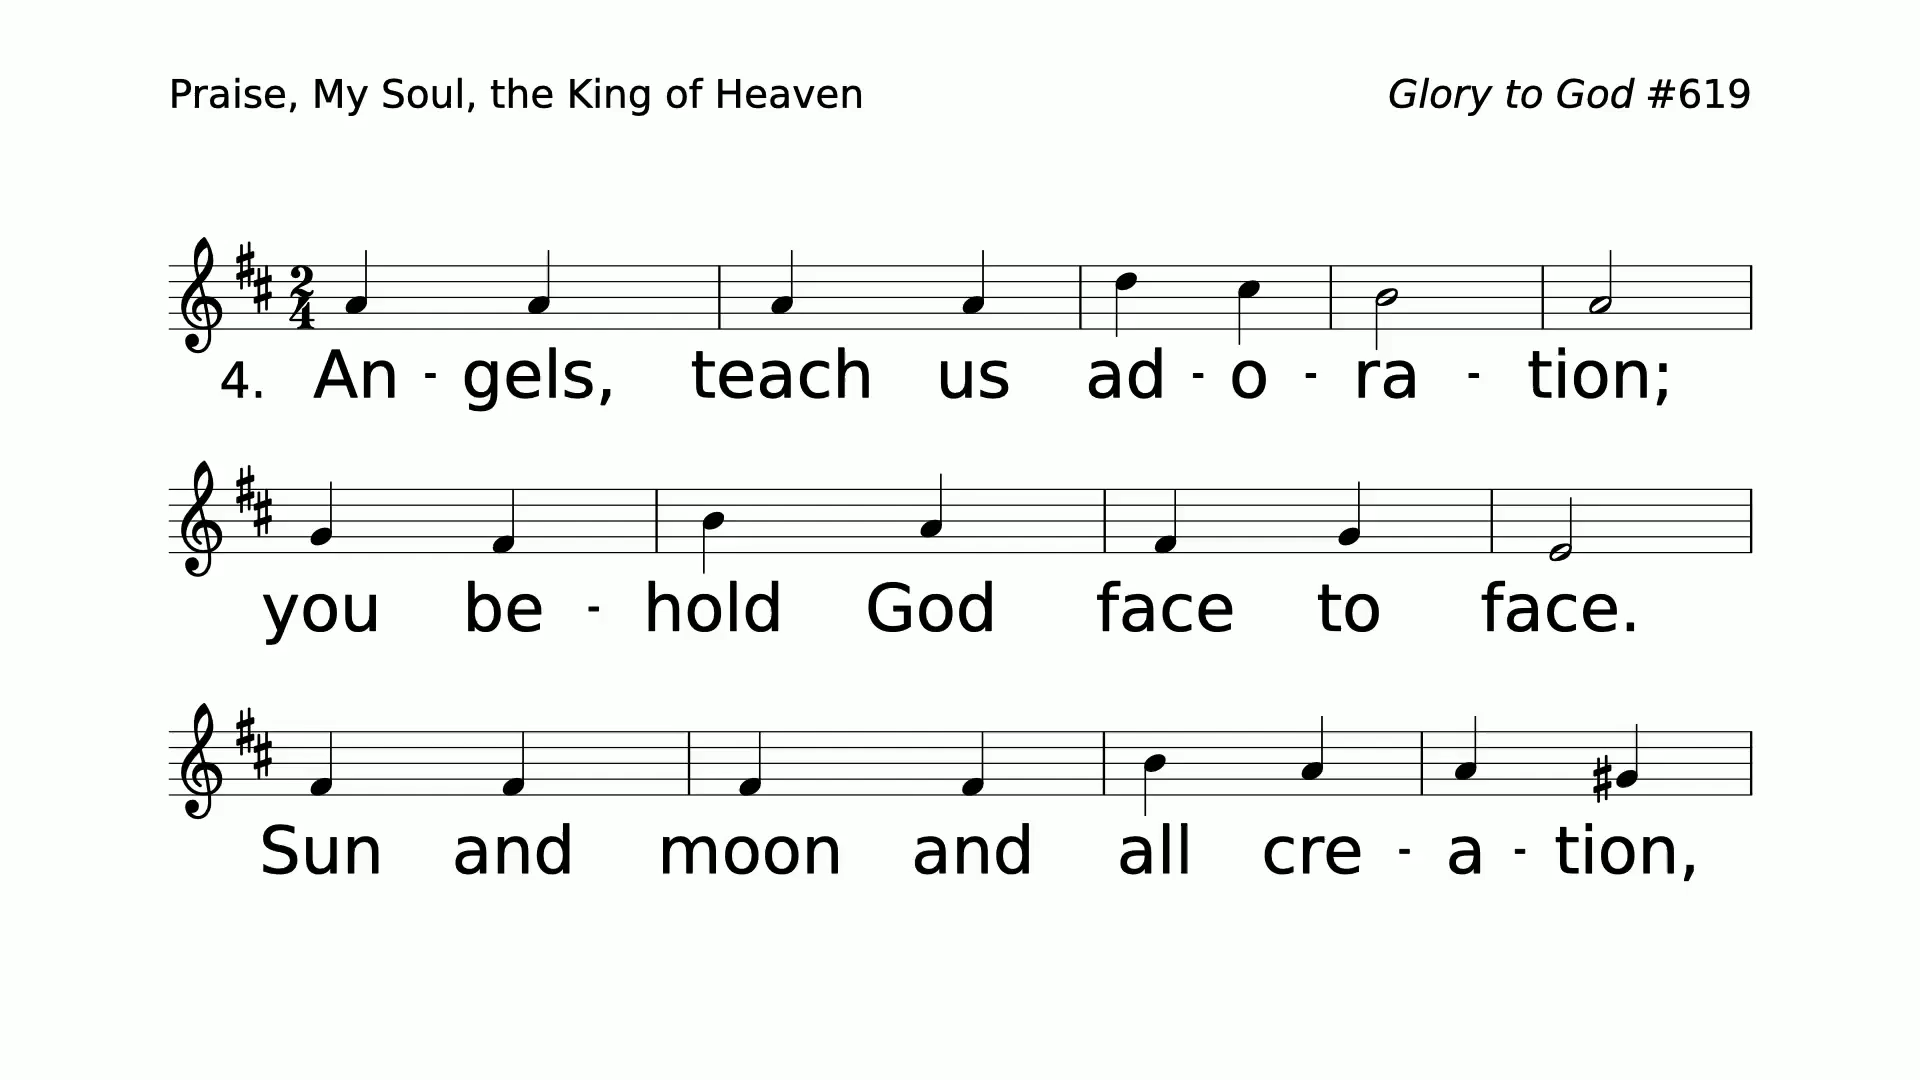 Praise, My Soul, the King of Heaven Glory to God #619
4. An - gels, teach us ad - o - ra - tion;
you be - hold God face to face.
Sun and moon and all cre - a - tion,